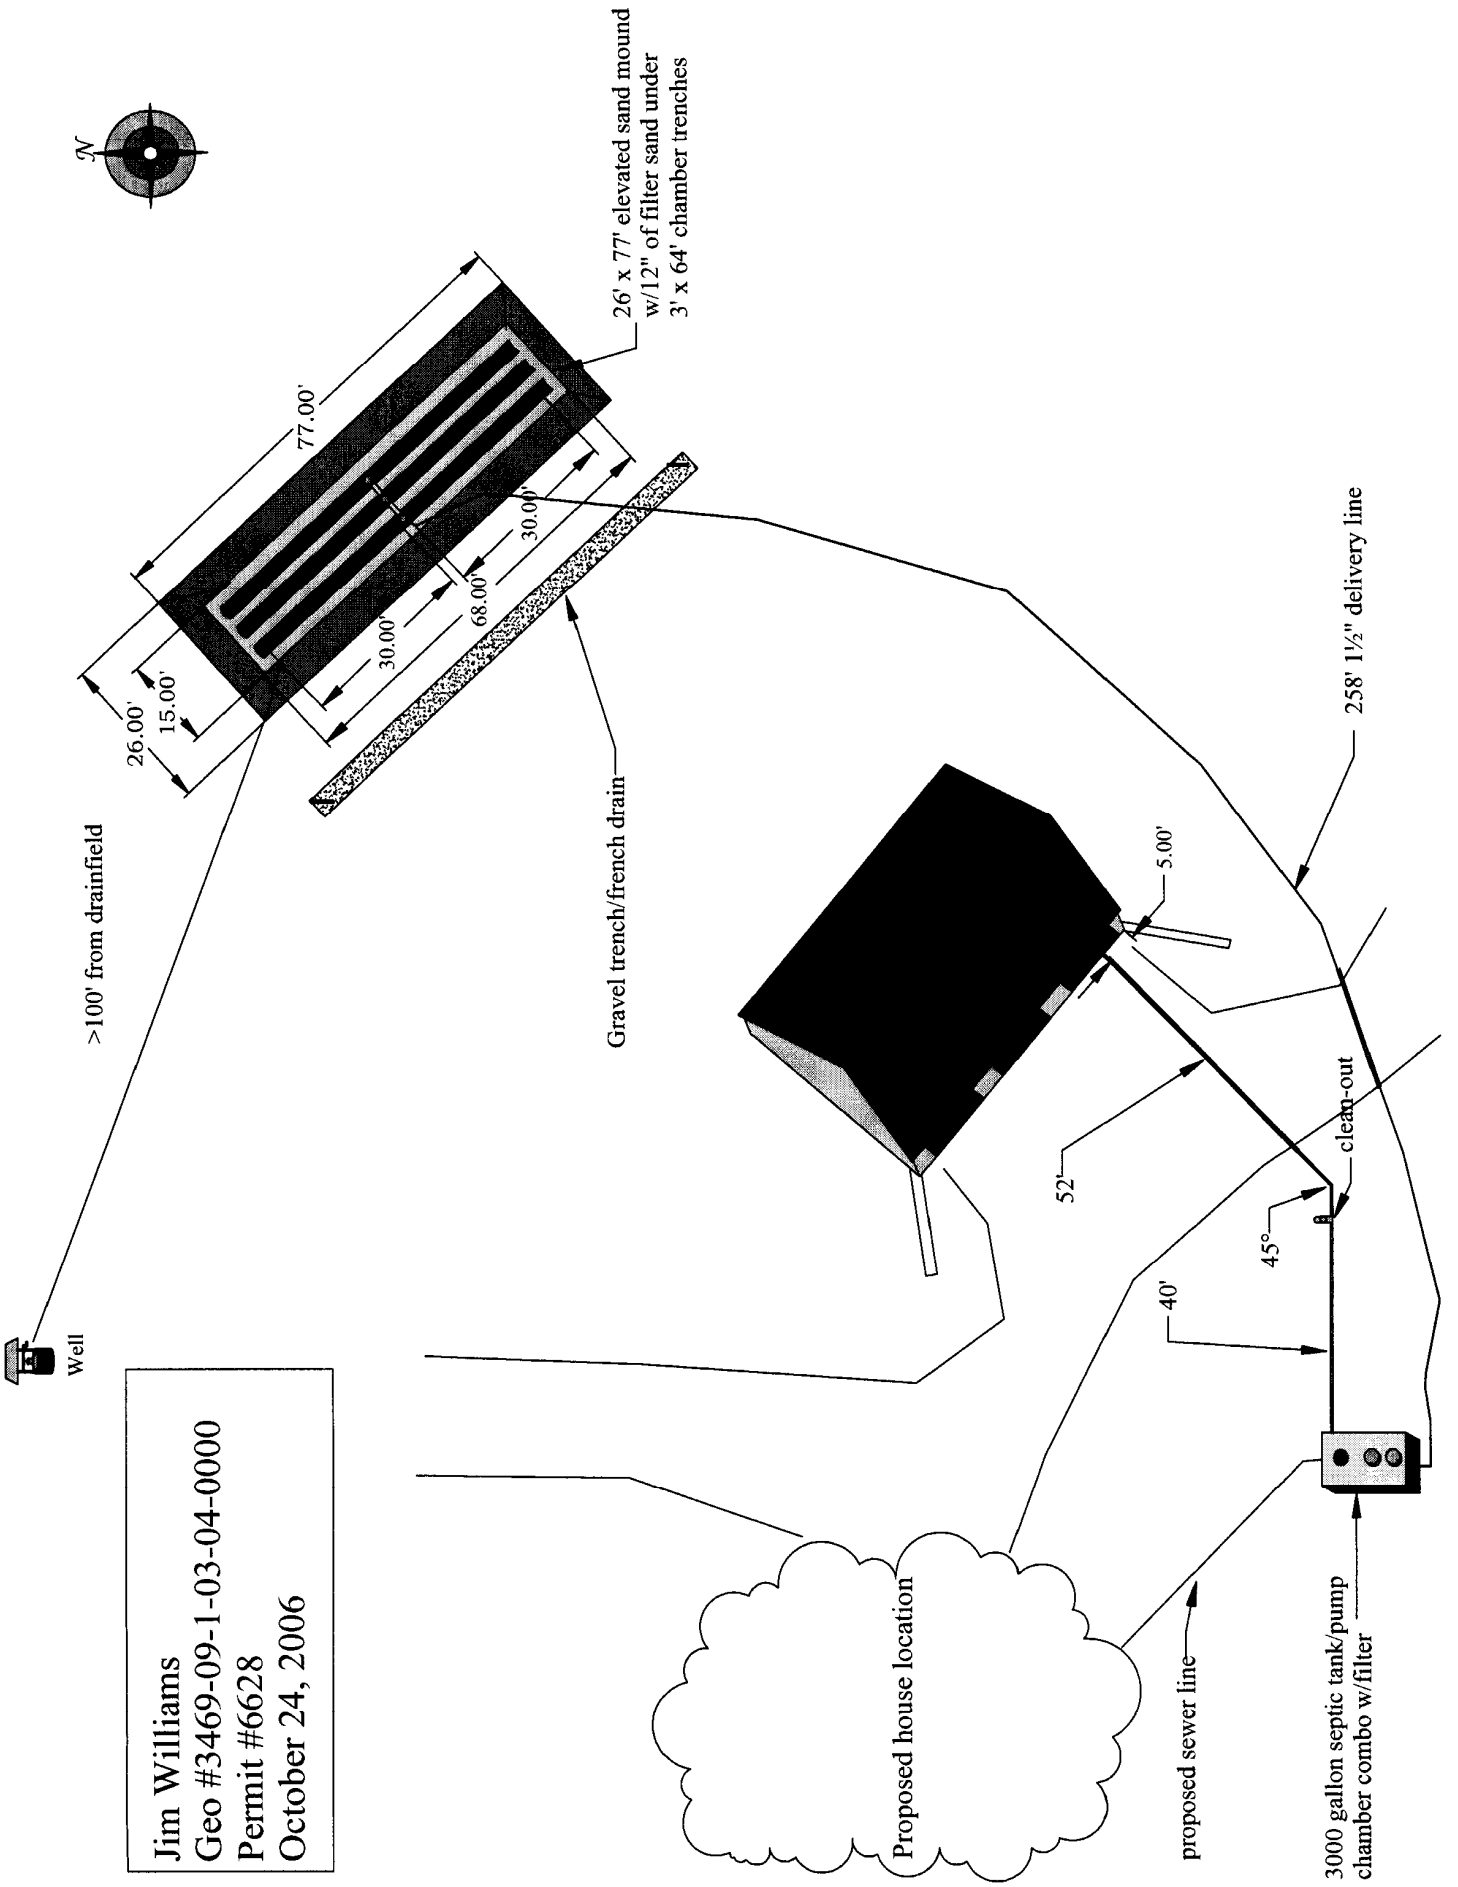 Jim Williams
Geo #3469-09-1-03-04-0000
Permit #6628
October 24, 2006
Well
>100' from drainfield
N
26.00'
15.00'
77.00'
30.00'
68.00'
30.00'
26' x 77' elevated sand mound
w/12" of filter sand under
3' x 64' chamber trenches
Gravel trench/french drain
Proposed house location
52'
5.00'
258' 1½" delivery line
proposed sewer line
40'
45°
clean-out
3000 gallon septic tank/pump
chamber combo w/filter